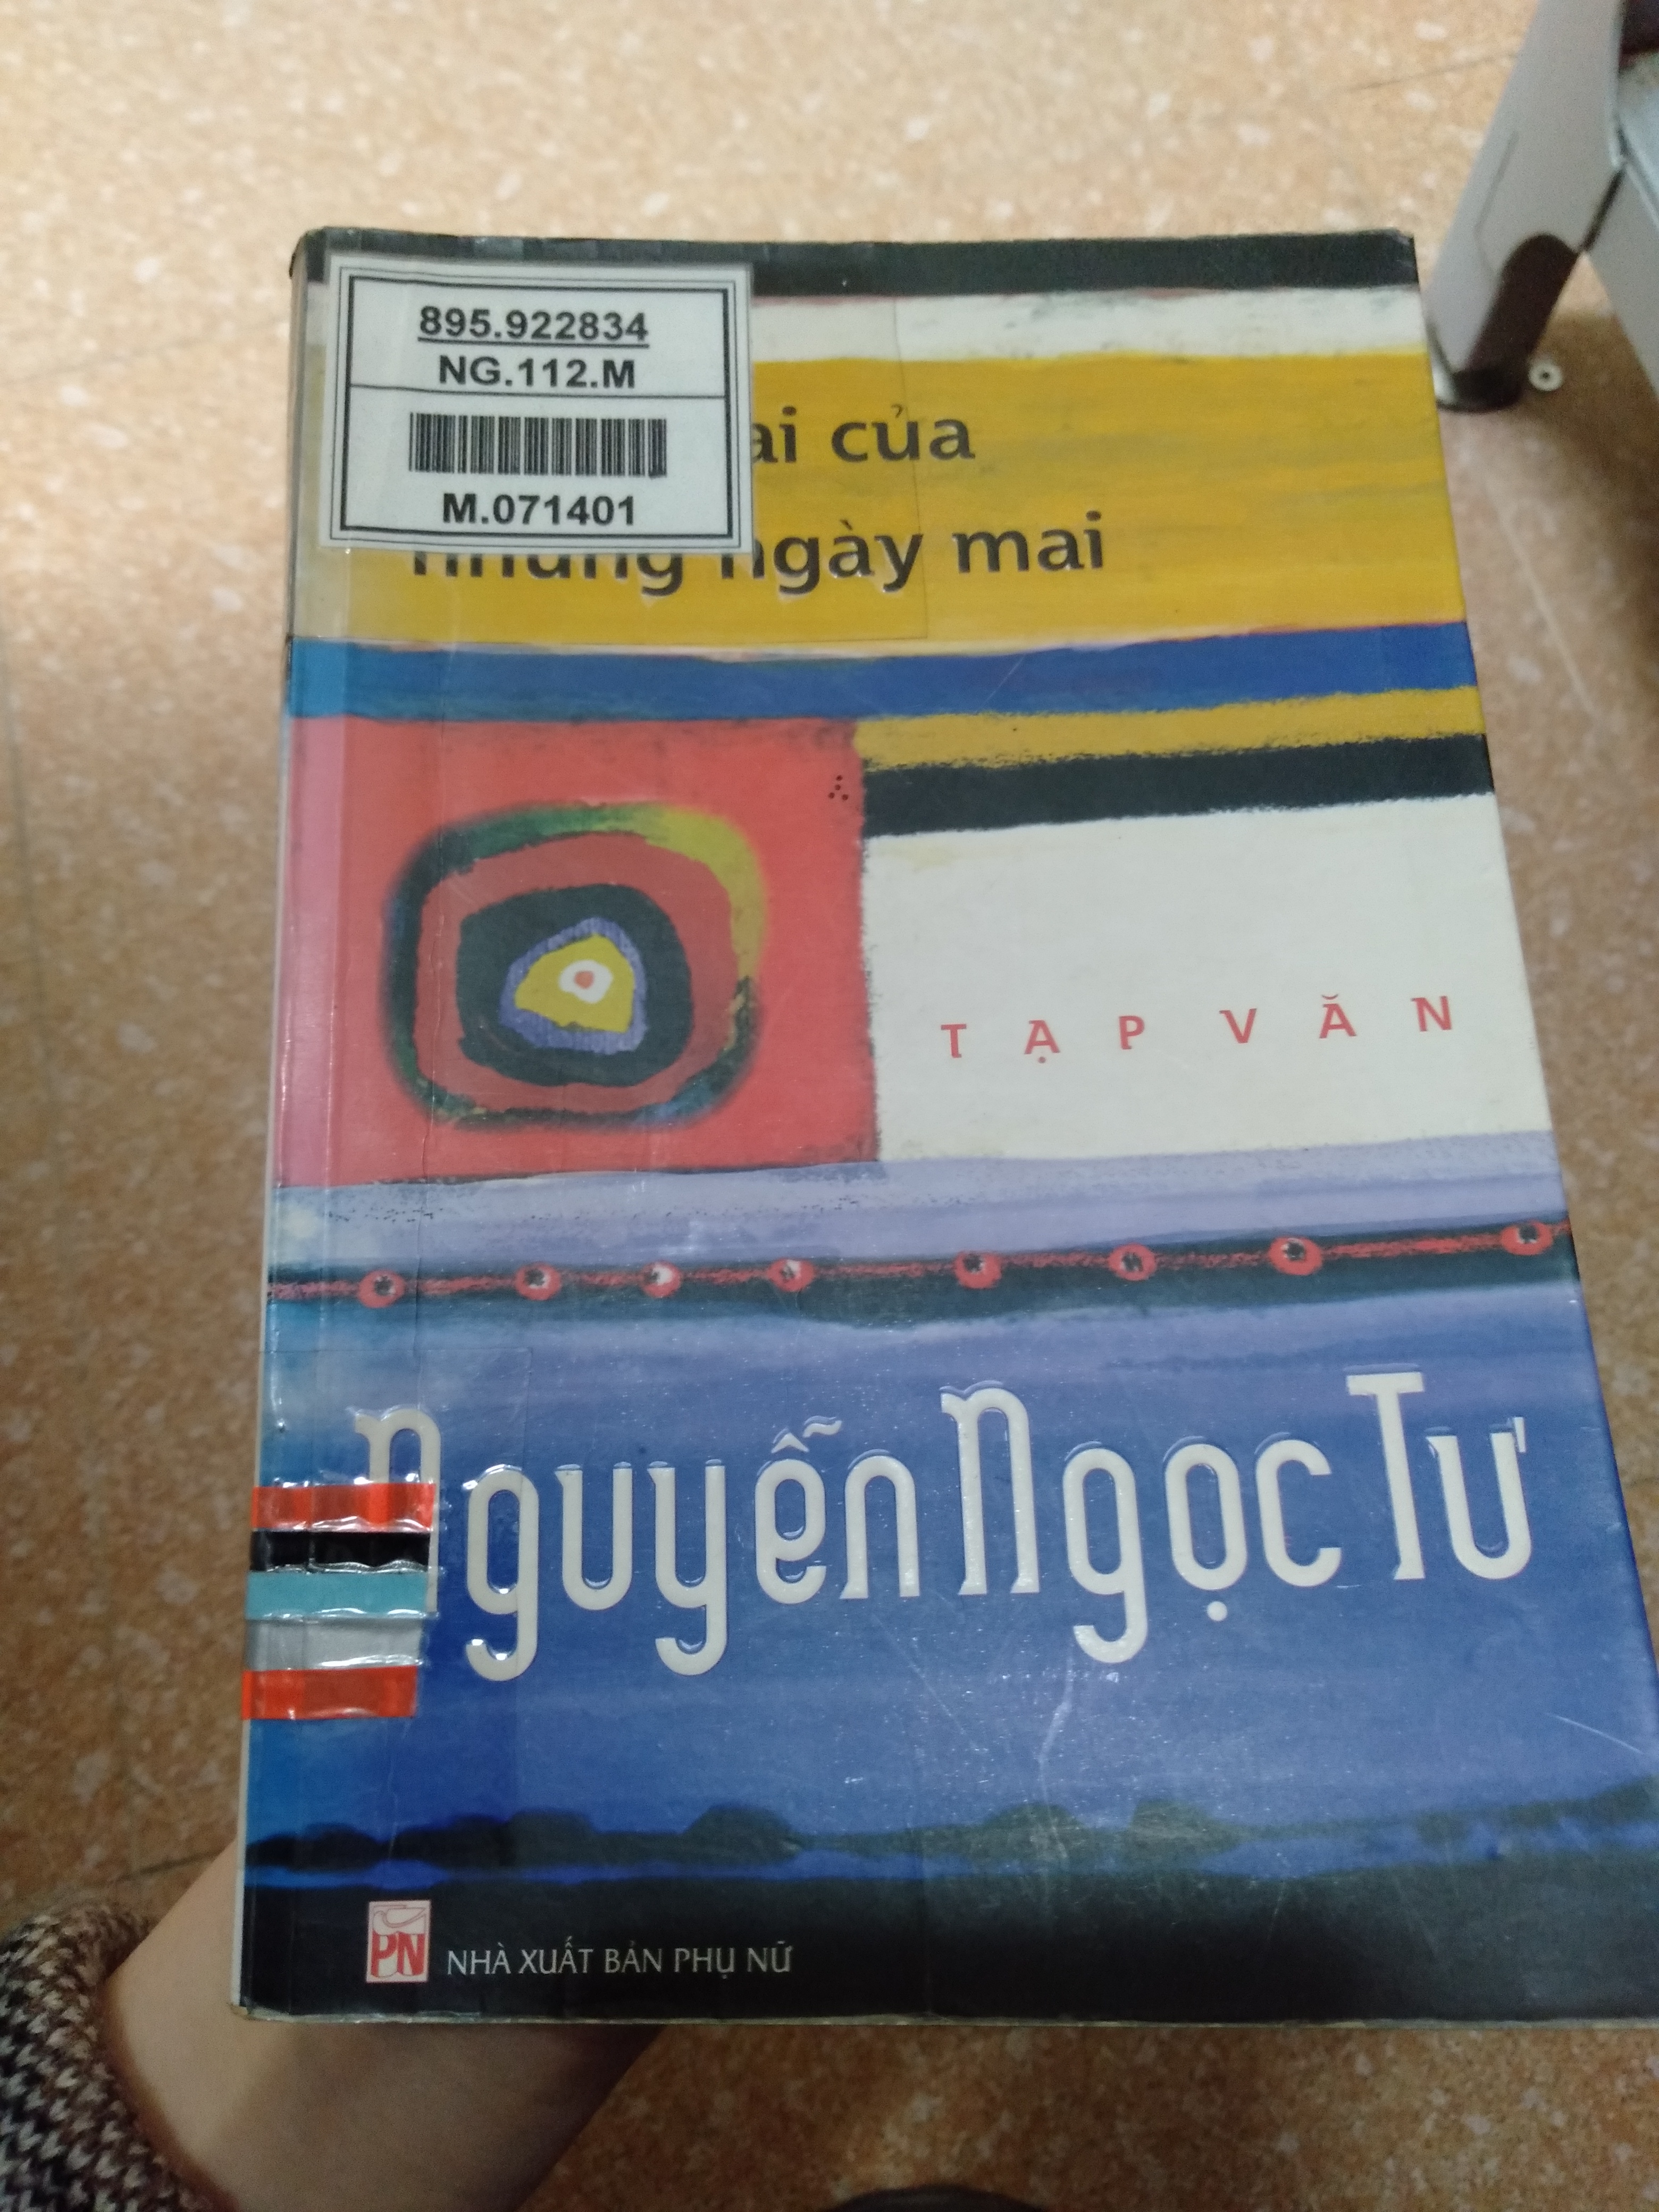 895.922834
NG.112.M
M.071401
ai của
những ngày mai
TẠP VĂN
Nguyễn Ngọc Tư
PN
NHÀ XUẤT BẢN PHỤ NỮ